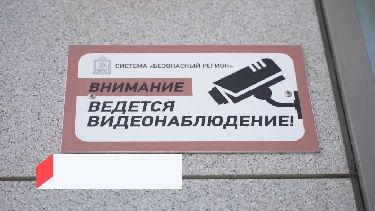 СИСТЕМА «БЕЗОПАСНЫЙ РЕГИОН»
ВНИМАНИЕ
ВЕДЕТСЯ
ВИДЕОНАБЛЮДЕНИЕ!